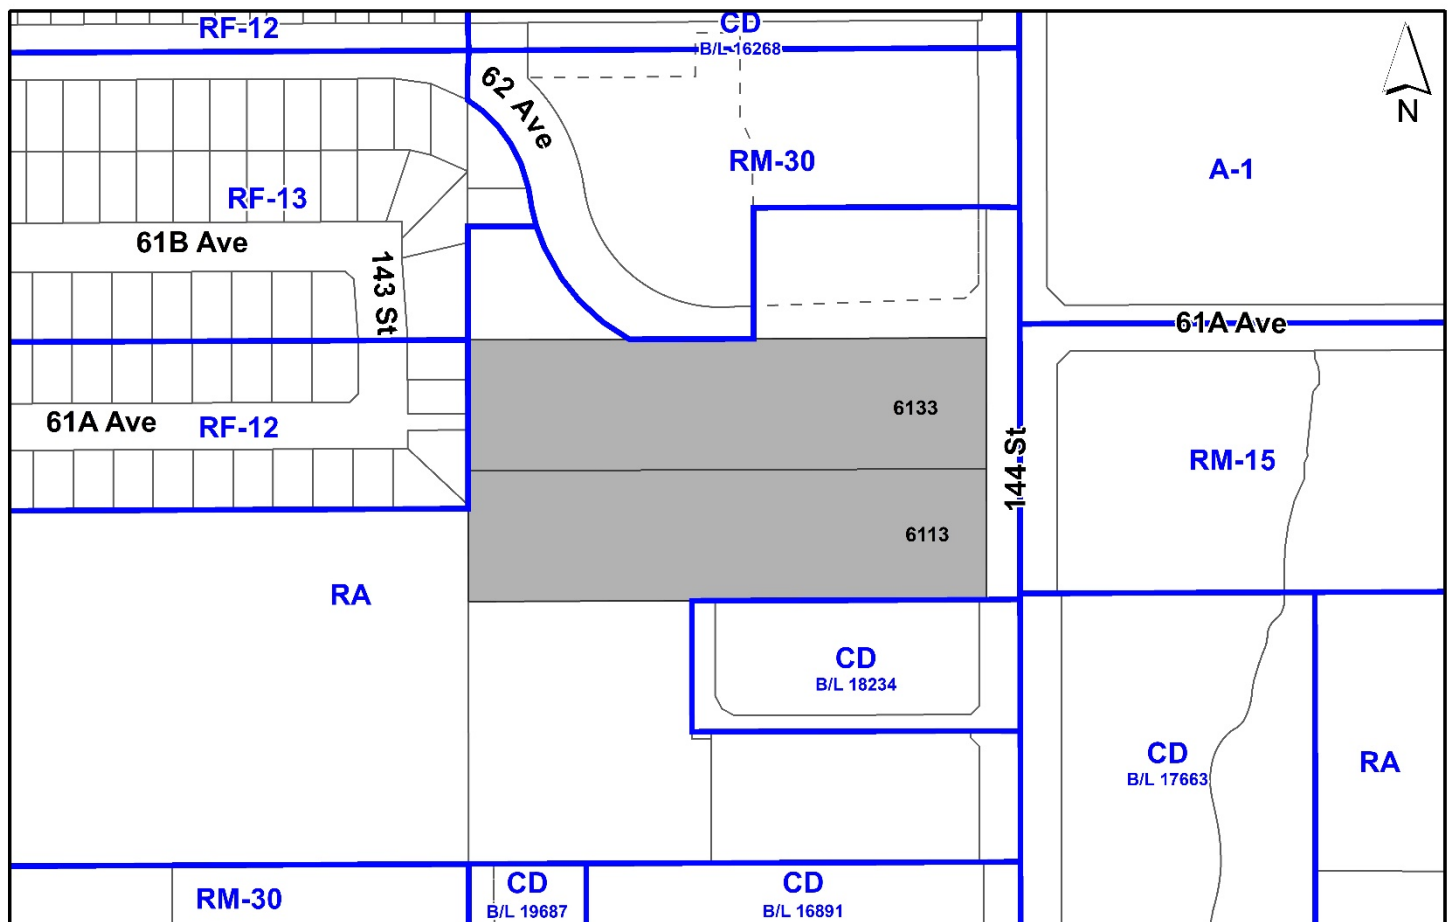 RF-12
CD
B/L 16268
62 Ave
N
RM-30
A-1
RF-13
61B Ave
143 St
61A Ave
6133
61A Ave
RF-12
144 St
RM-15
6113
RA
CD
B/L 18234
CD
B/L 17663
RA
RM-30
CD
B/L 19687
CD
B/L 16891